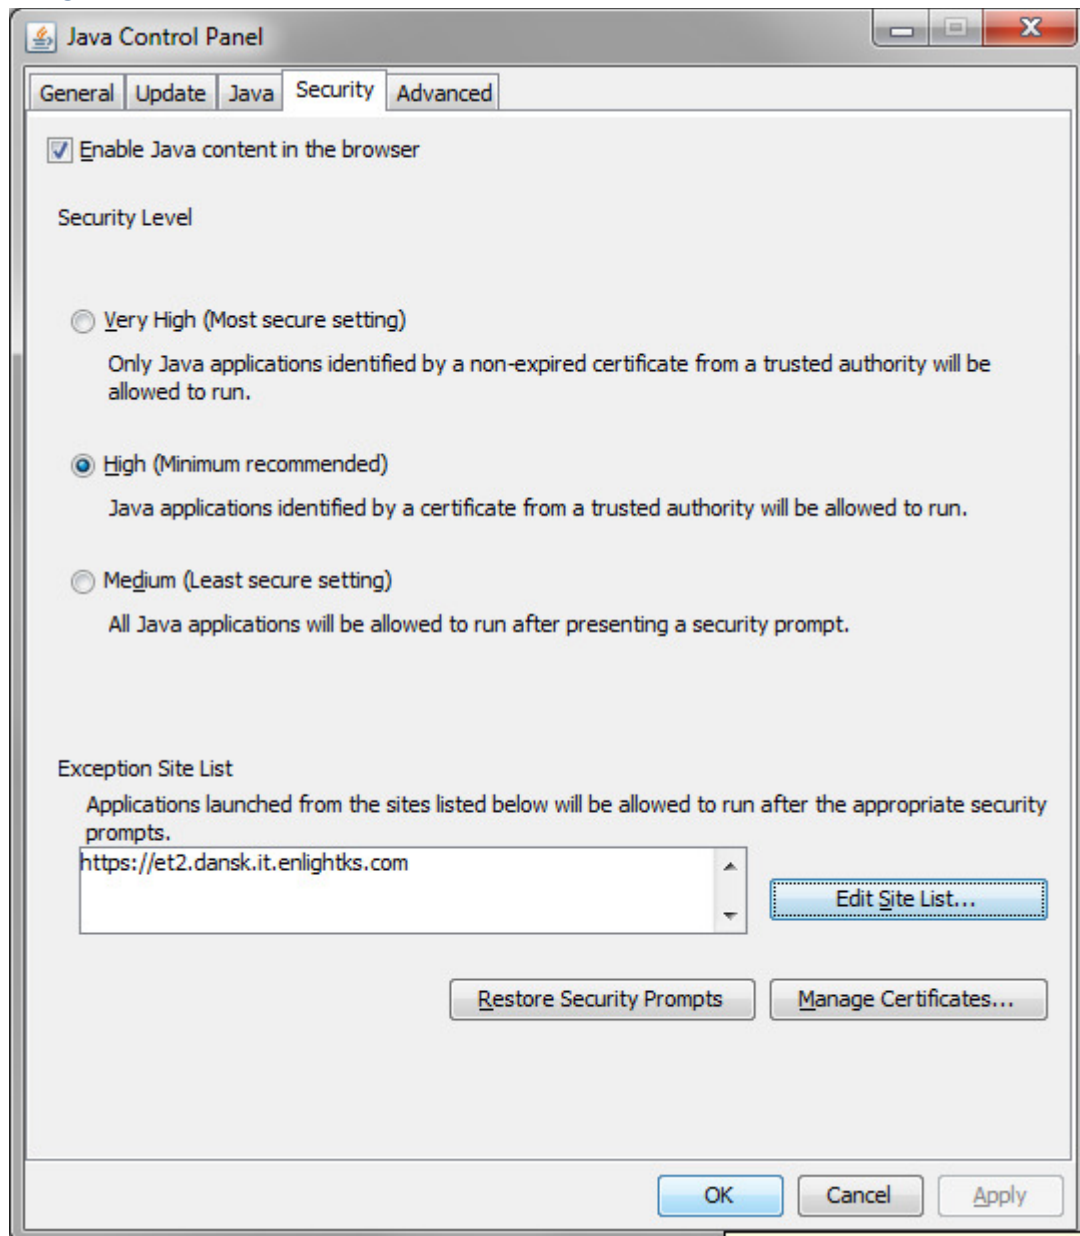 Java Control Panel
General Update Java Security Advanced
Enable Java content in the browser
Security Level
Very High (Most secure setting)
Only Java applications identified by a non-expired certificate from a trusted authority will be
allowed to run.
High (Minimum recommended)
Java applications identified by a certificate from a trusted authority will be allowed to run.
Medium (Least secure setting)
All Java applications will be allowed to run after presenting a security prompt.
Exception Site List
Applications launched from the sites listed below will be allowed to run after the appropriate security
prompts.
https://et2.dansk.it.enlightks.com
Edit Site List...
Restore Security Prompts Manage Certificates...
OK Cancel Apply